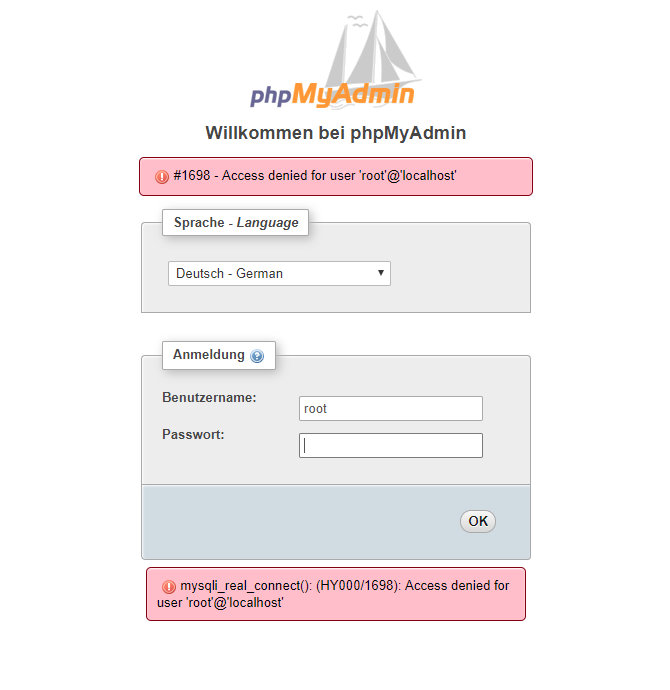 phpMyAdmin
Willkommen bei phpMyAdmin
#1698 - Access denied for user 'root'@'localhost'
Sprache - Language
Deutsch - German
Anmeldung
Benutzername:
root
Passwort:
OK
mysqli_real_connect(): (HY000/1698): Access denied for
user 'root'@'localhost'